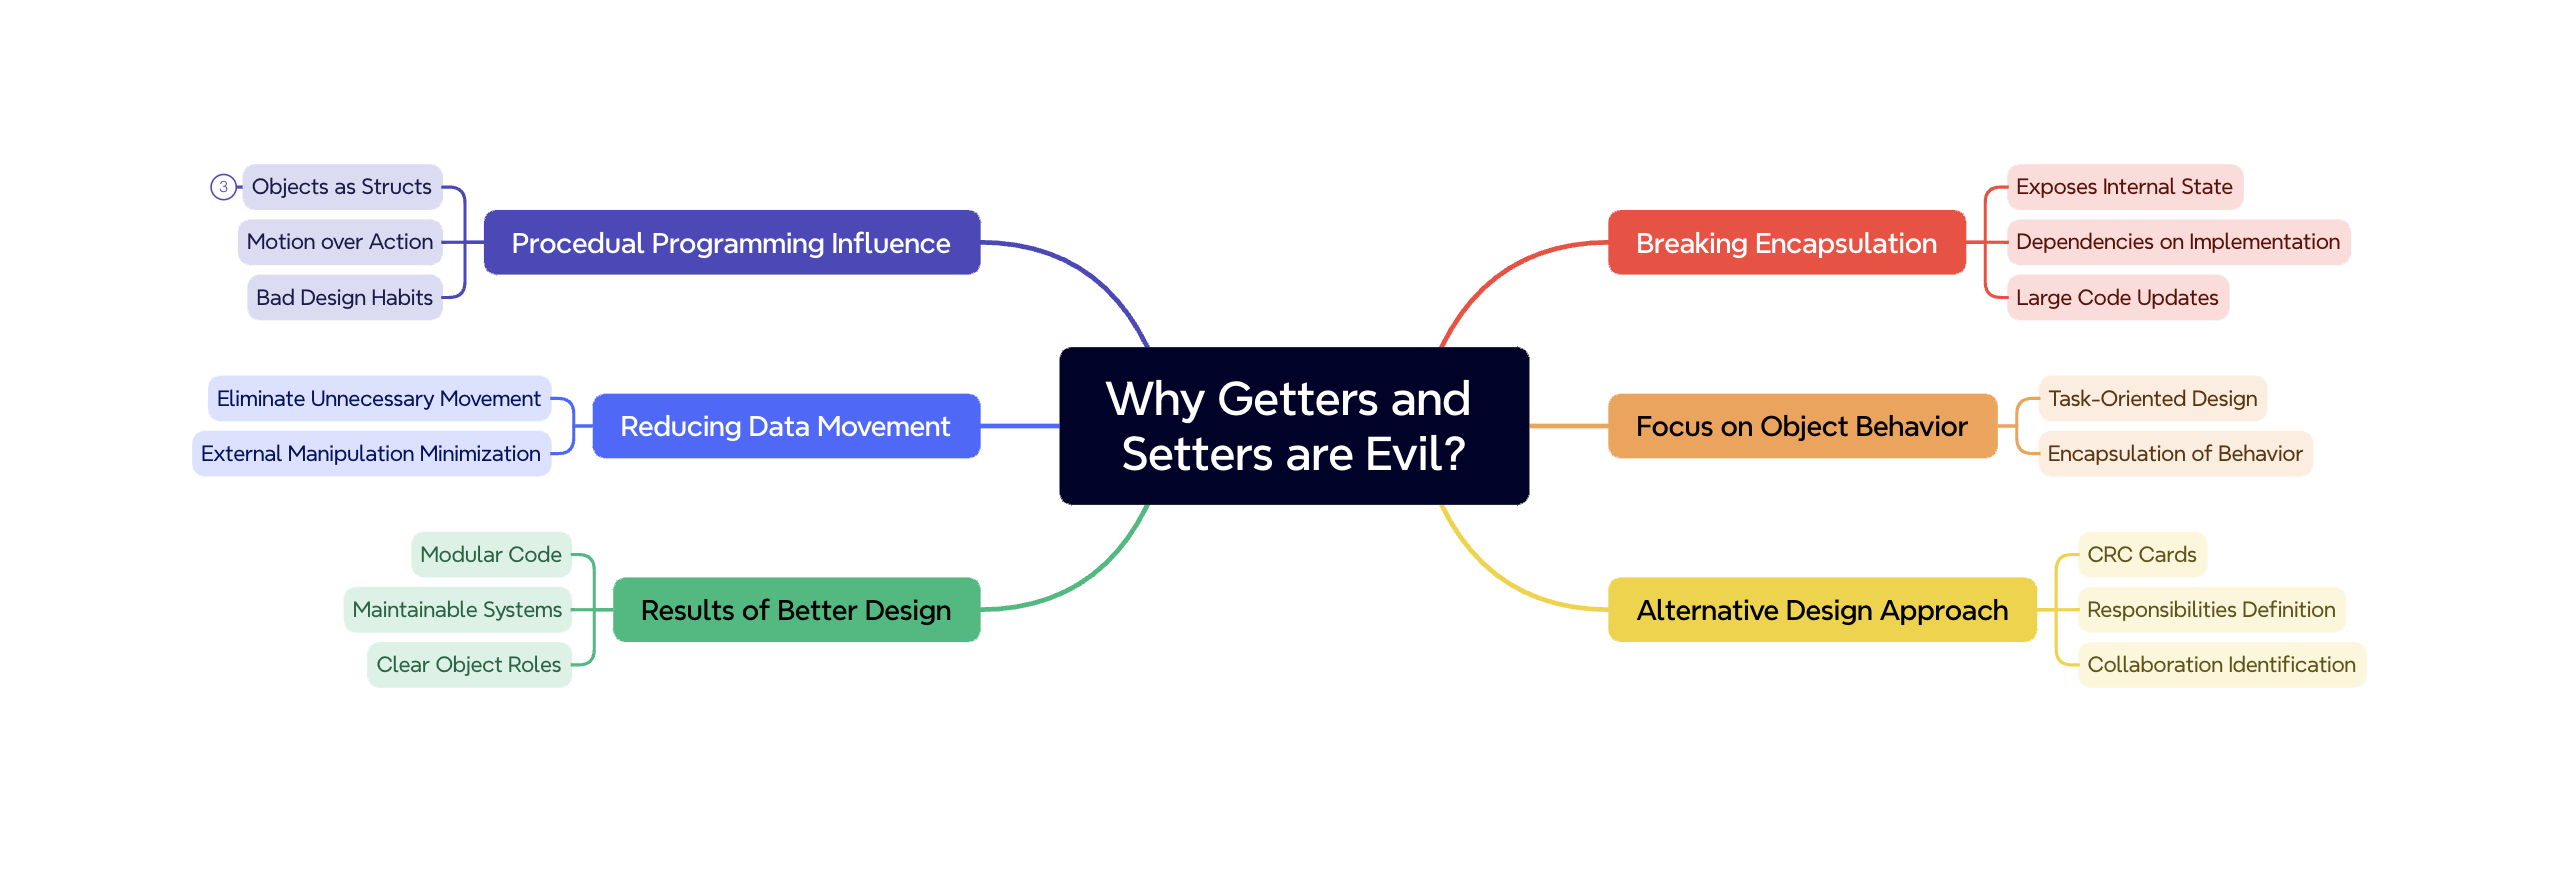 Why Getters and
Setters are Evil?
Procedual Programming Influence
3
Objects as Structs
Motion over Action
Bad Design Habits
Reducing Data Movement
Eliminate Unnecessary Movement
External Manipulation Minimization
Results of Better Design
Modular Code
Maintainable Systems
Clear Object Roles
Breaking Encapsulation
Exposes Internal State
Dependencies on Implementation
Large Code Updates
Focus on Object Behavior
Task-Oriented Design
Encapsulation of Behavior
Alternative Design Approach
CRC Cards
Responsibilities Definition
Collaboration Identification